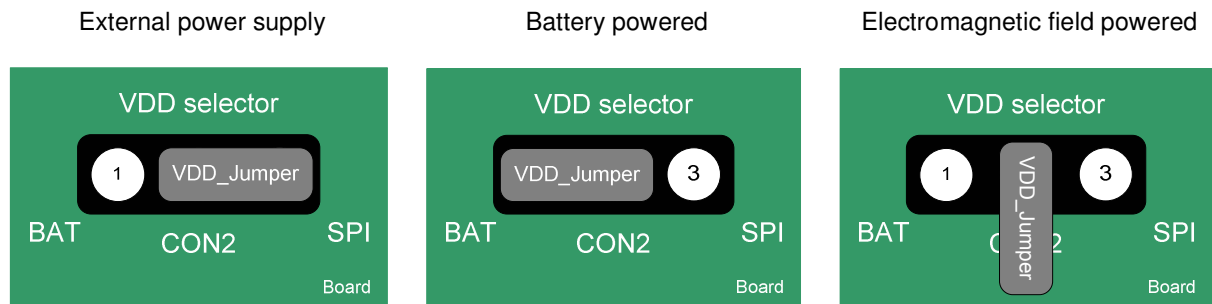 External power supply
VDD selector
1 VDD_Jumper
BAT SPI
CON2
Board
Battery powered
VDD selector
VDD_Jumper 3
BAT SPI
CON2
Board
Electromagnetic field powered
VDD selector
1 VDD_Jumper 3
BAT SPI
Board